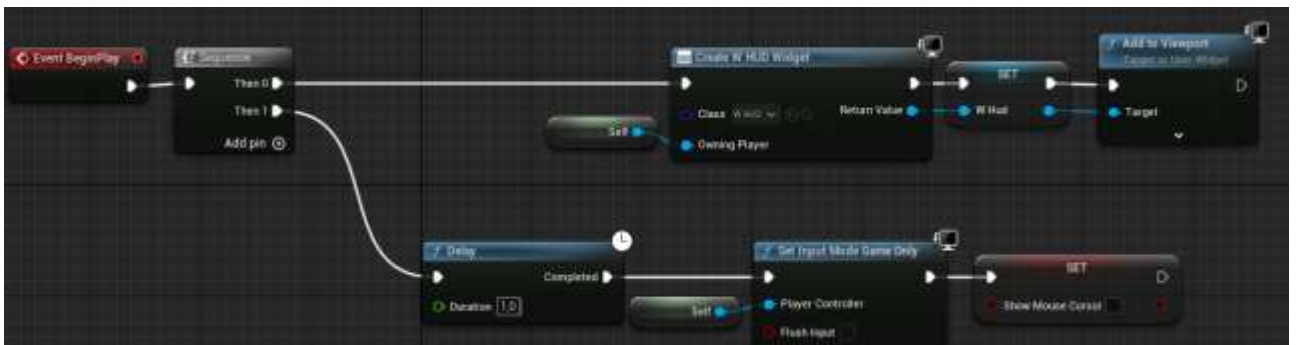 Event BeginPlay
Sequence
Then 0
Then 1
Add pin
Create W HUD Widget
Class W HUD
Return Value
Owning Player
Self
SET
W Hud
Add to Viewport
Target is User Widget
Target
Delay
Completed
Duration 1,0
Self
Set Input Mode Game Only
Player Controller
Flush Input
SET
Show Mouse Cursor